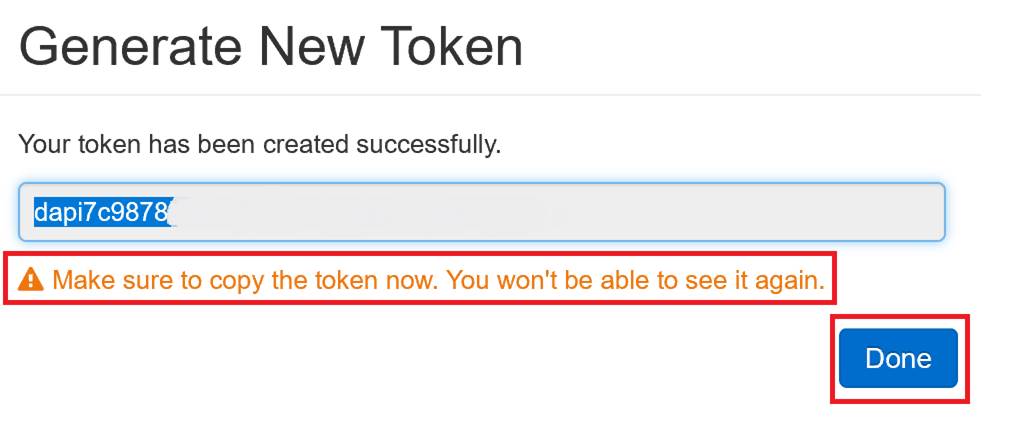 Generate New Token
Your token has been created successfully.
dapi7c9878
Make sure to copy the token now. You won't be able to see it again.
Done